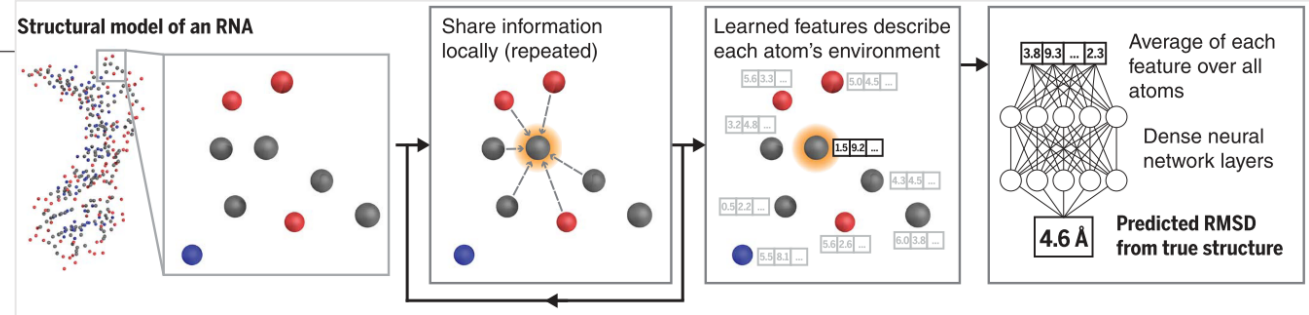 Structural model of an RNA
Share information
locally (repeated)
Learned features describe
each atom's environment
5.6 3.3 ...
5.0 4.5 ...
3.2 4.8 ...
1.5 9.2 ...
4.3 4.5 ...
0.5 2.2 ...
5.6 2.6 ...
6.0 3.8 ...
5.5 8.1 ...
3.8 9.3 ... 2.3
Average of each
feature over all
atoms
Dense neural
network layers
4.6 Å
Predicted RMSD
from true structure